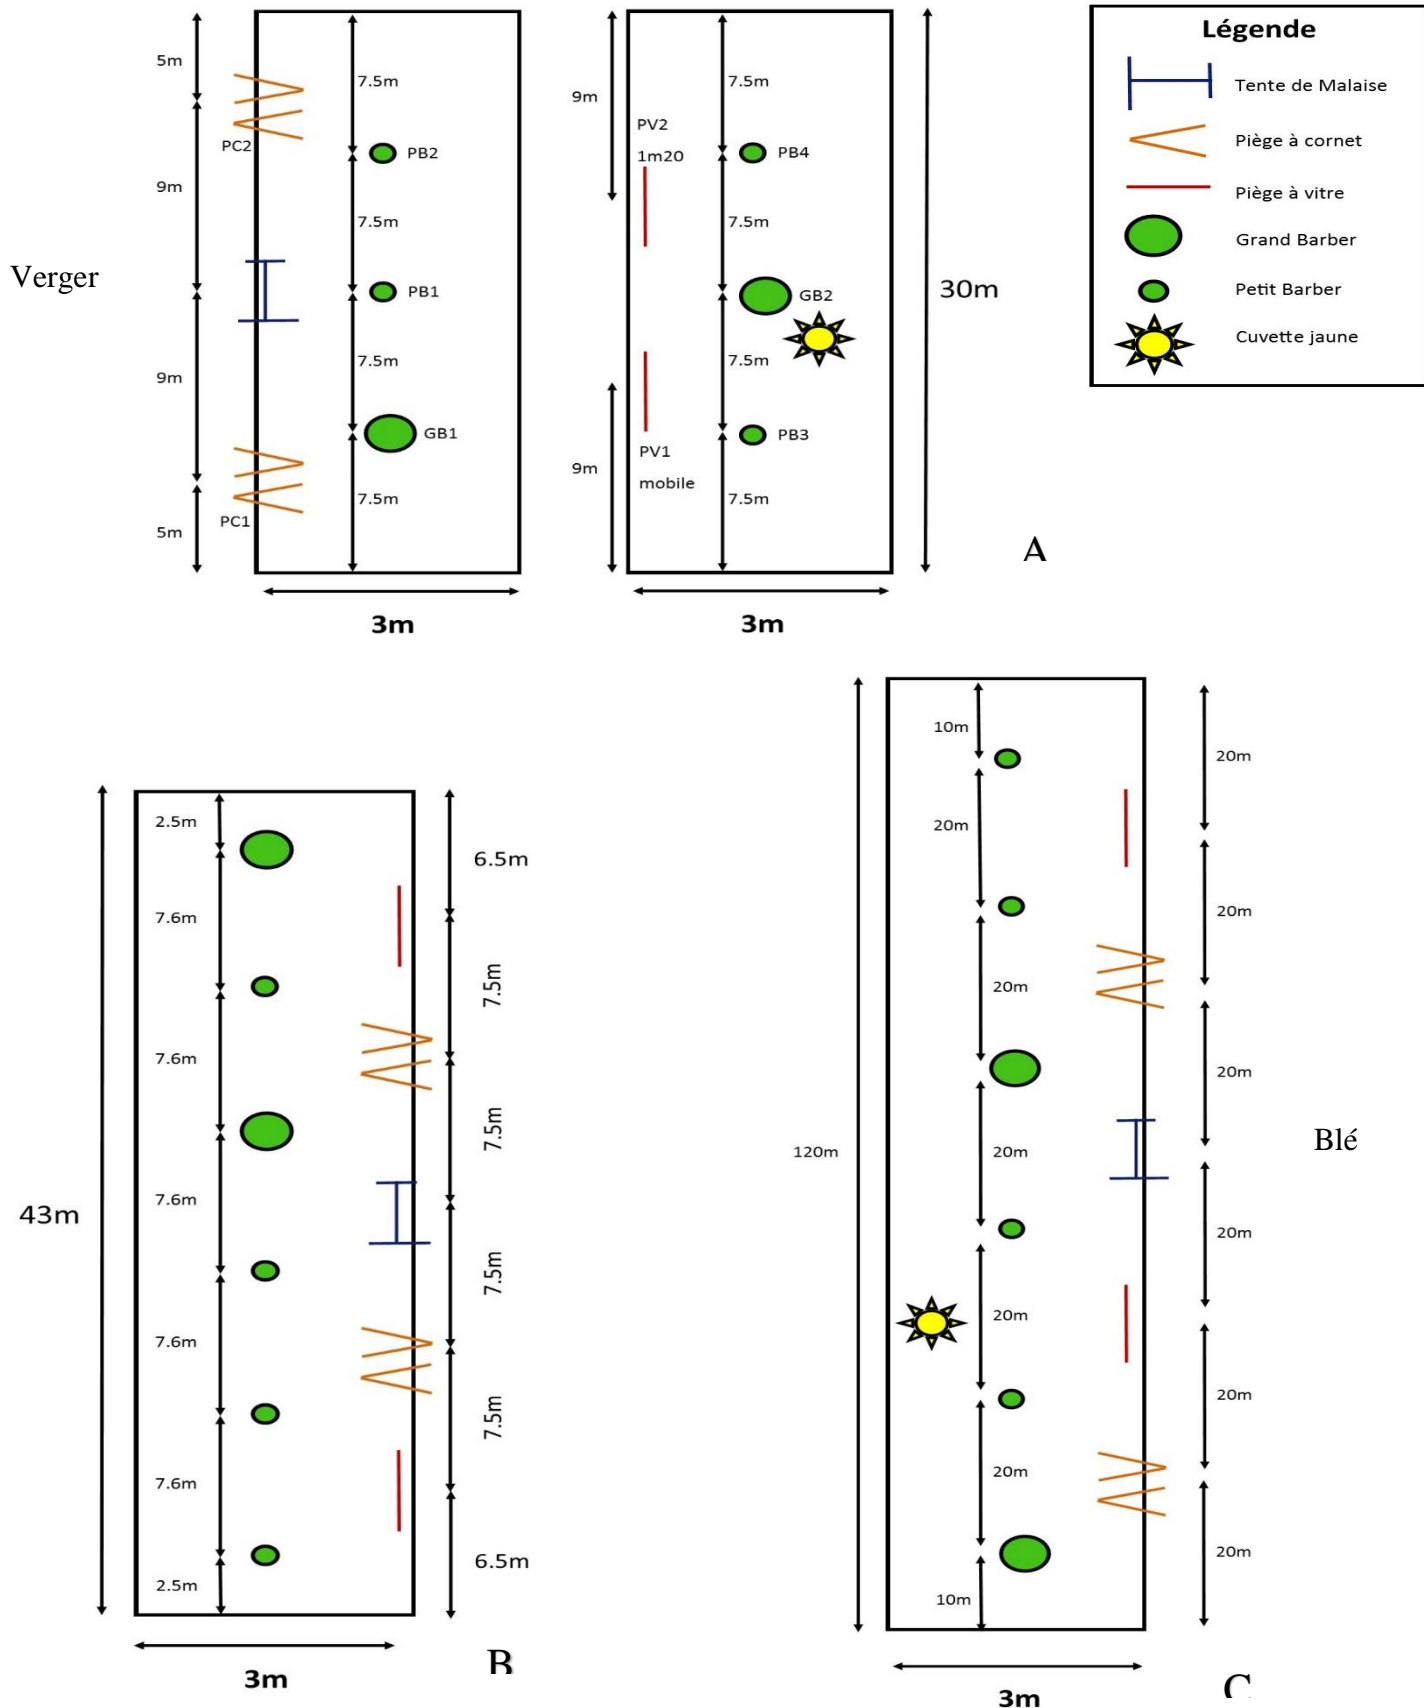 Verger
5m
9m
9m
5m
PC2
PC1
7.5m
7.5m
7.5m
7.5m
PB2
PB1
GB1
3m
9m
9m
PV2
1m20
PV1
mobile
7.5m
7.5m
7.5m
7.5m
PB4
GB2
PB3
3m
30m
A
Légende
Tente de Malaise
Piège à cornet
Piège à vitre
Grand Barber
Petit Barber
Cuvette jaune
43m
2.5m
7.6m
7.6m
7.6m
7.6m
7.6m
2.5m
6.5m
7.5m
7.5m
7.5m
7.5m
6.5m
3m
B
120m
10m
20m
20m
20m
20m
20m
10m
20m
20m
20m
20m
20m
20m
Blé
3m
C